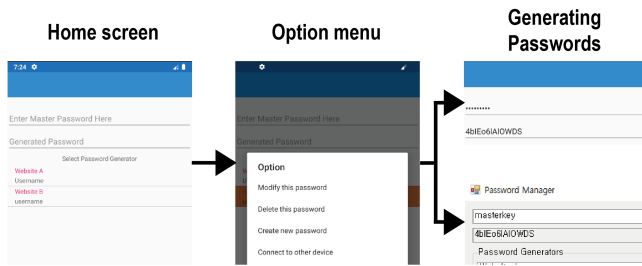 Home screen
Option menu
Generating
Passwords
7:24
Enter Master Password Here
Generated Password
Select Password Generator
Website A
Username
Website B
username
Enter Master Password Here
Generated Password
Option
Modify this password
Delete this password
Create new password
Connect to other device
•••••••••
4blEo6lAlOWDS
Password Manager
masterkey
4blEo6lAlOWDS
Password Generators